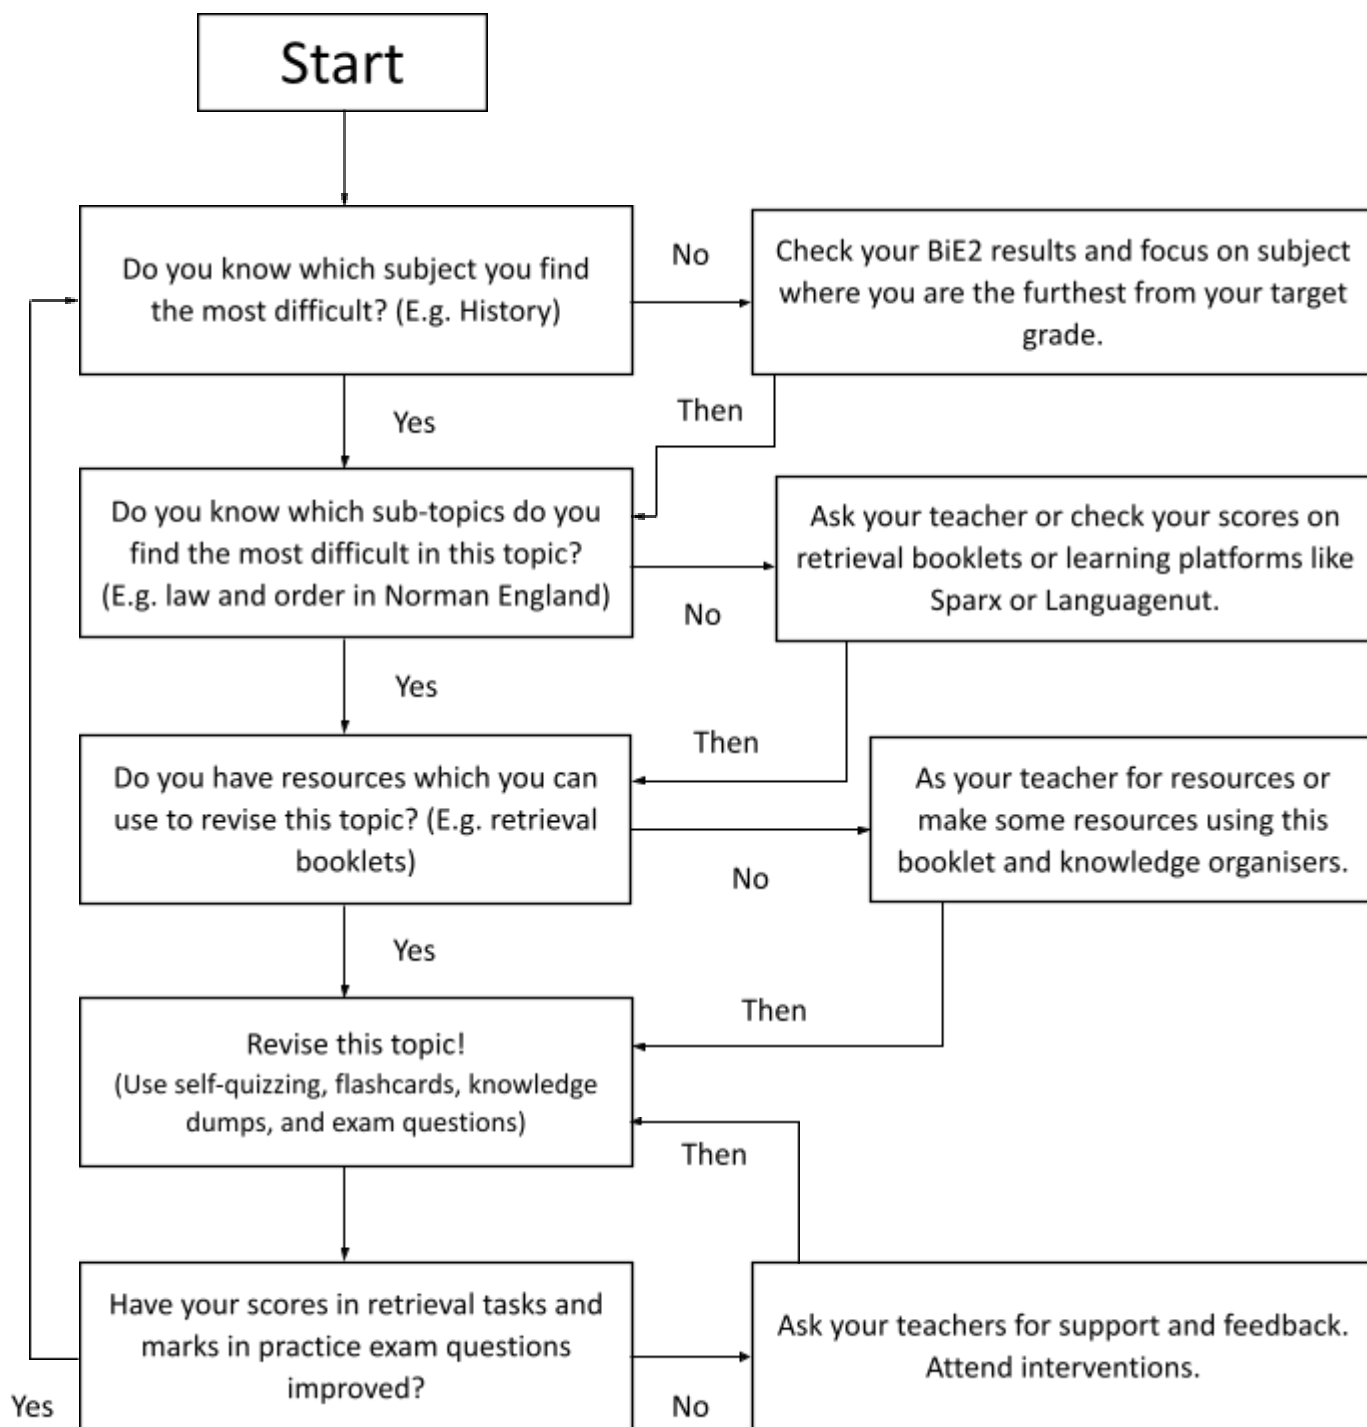 Start
Do you know which subject you find
the most difficult? (E.g. History)
No
Check your BiE2 results and focus on subject
where you are the furthest from your target
grade.
Then
Yes
Do you know which sub-topics do you
find the most difficult in this topic?
(E.g. law and order in Norman England)
No
Ask your teacher or check your scores on
retrieval booklets or learning platforms like
Sparx or Languagenut.
Then
Yes
Do you have resources which you can
use to revise this topic? (E.g. retrieval
booklets)
No
As your teacher for resources or
make some resources using this
booklet and knowledge organisers.
Then
Yes
Revise this topic!
(Use self-quizzing, flashcards, knowledge
dumps, and exam questions)
Then
Have your scores in retrieval tasks and
marks in practice exam questions
improved?
Yes
No
Ask your teachers for support and feedback.
Attend interventions.